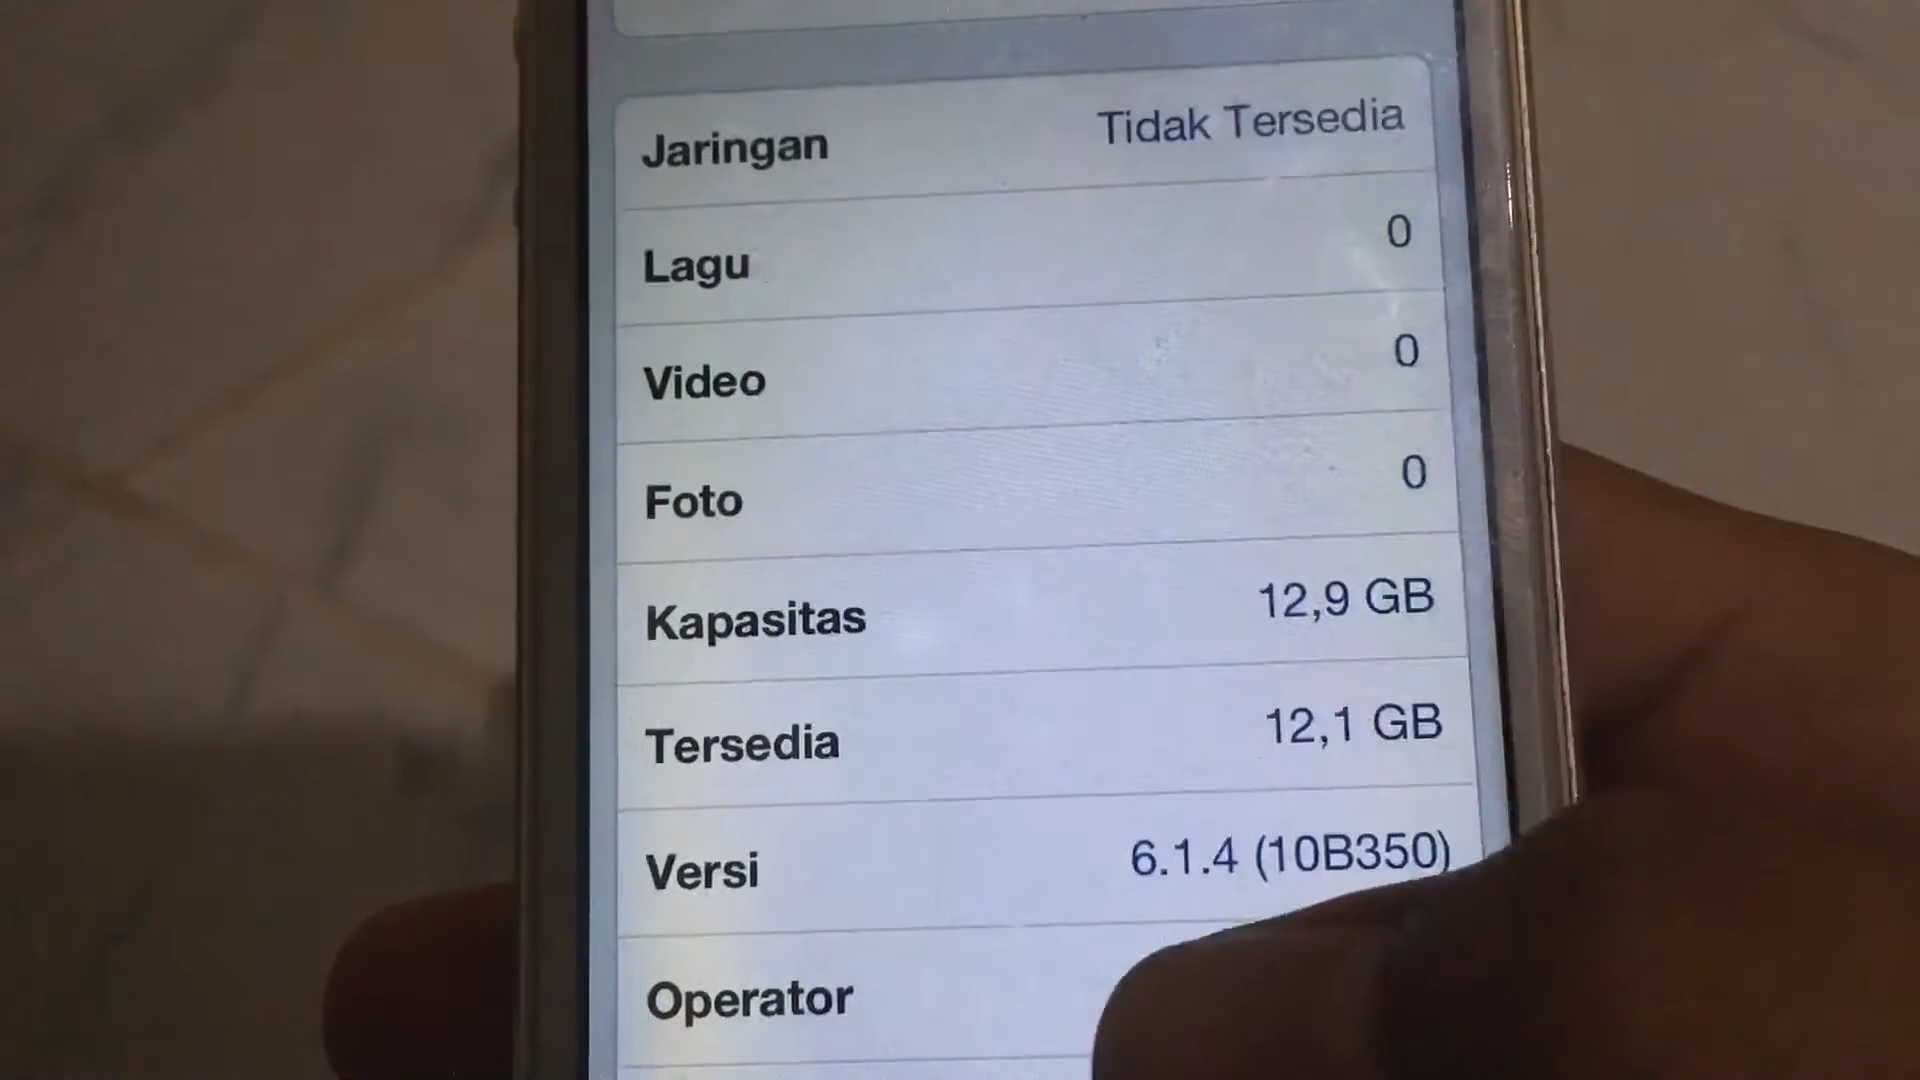 Jaringan Tidak Tersedia
Lagu 0
Video 0
Foto 0
Kapasitas 12,9 GB
Tersedia 12,1 GB
Versi 6.1.4 (10B350)
Operator